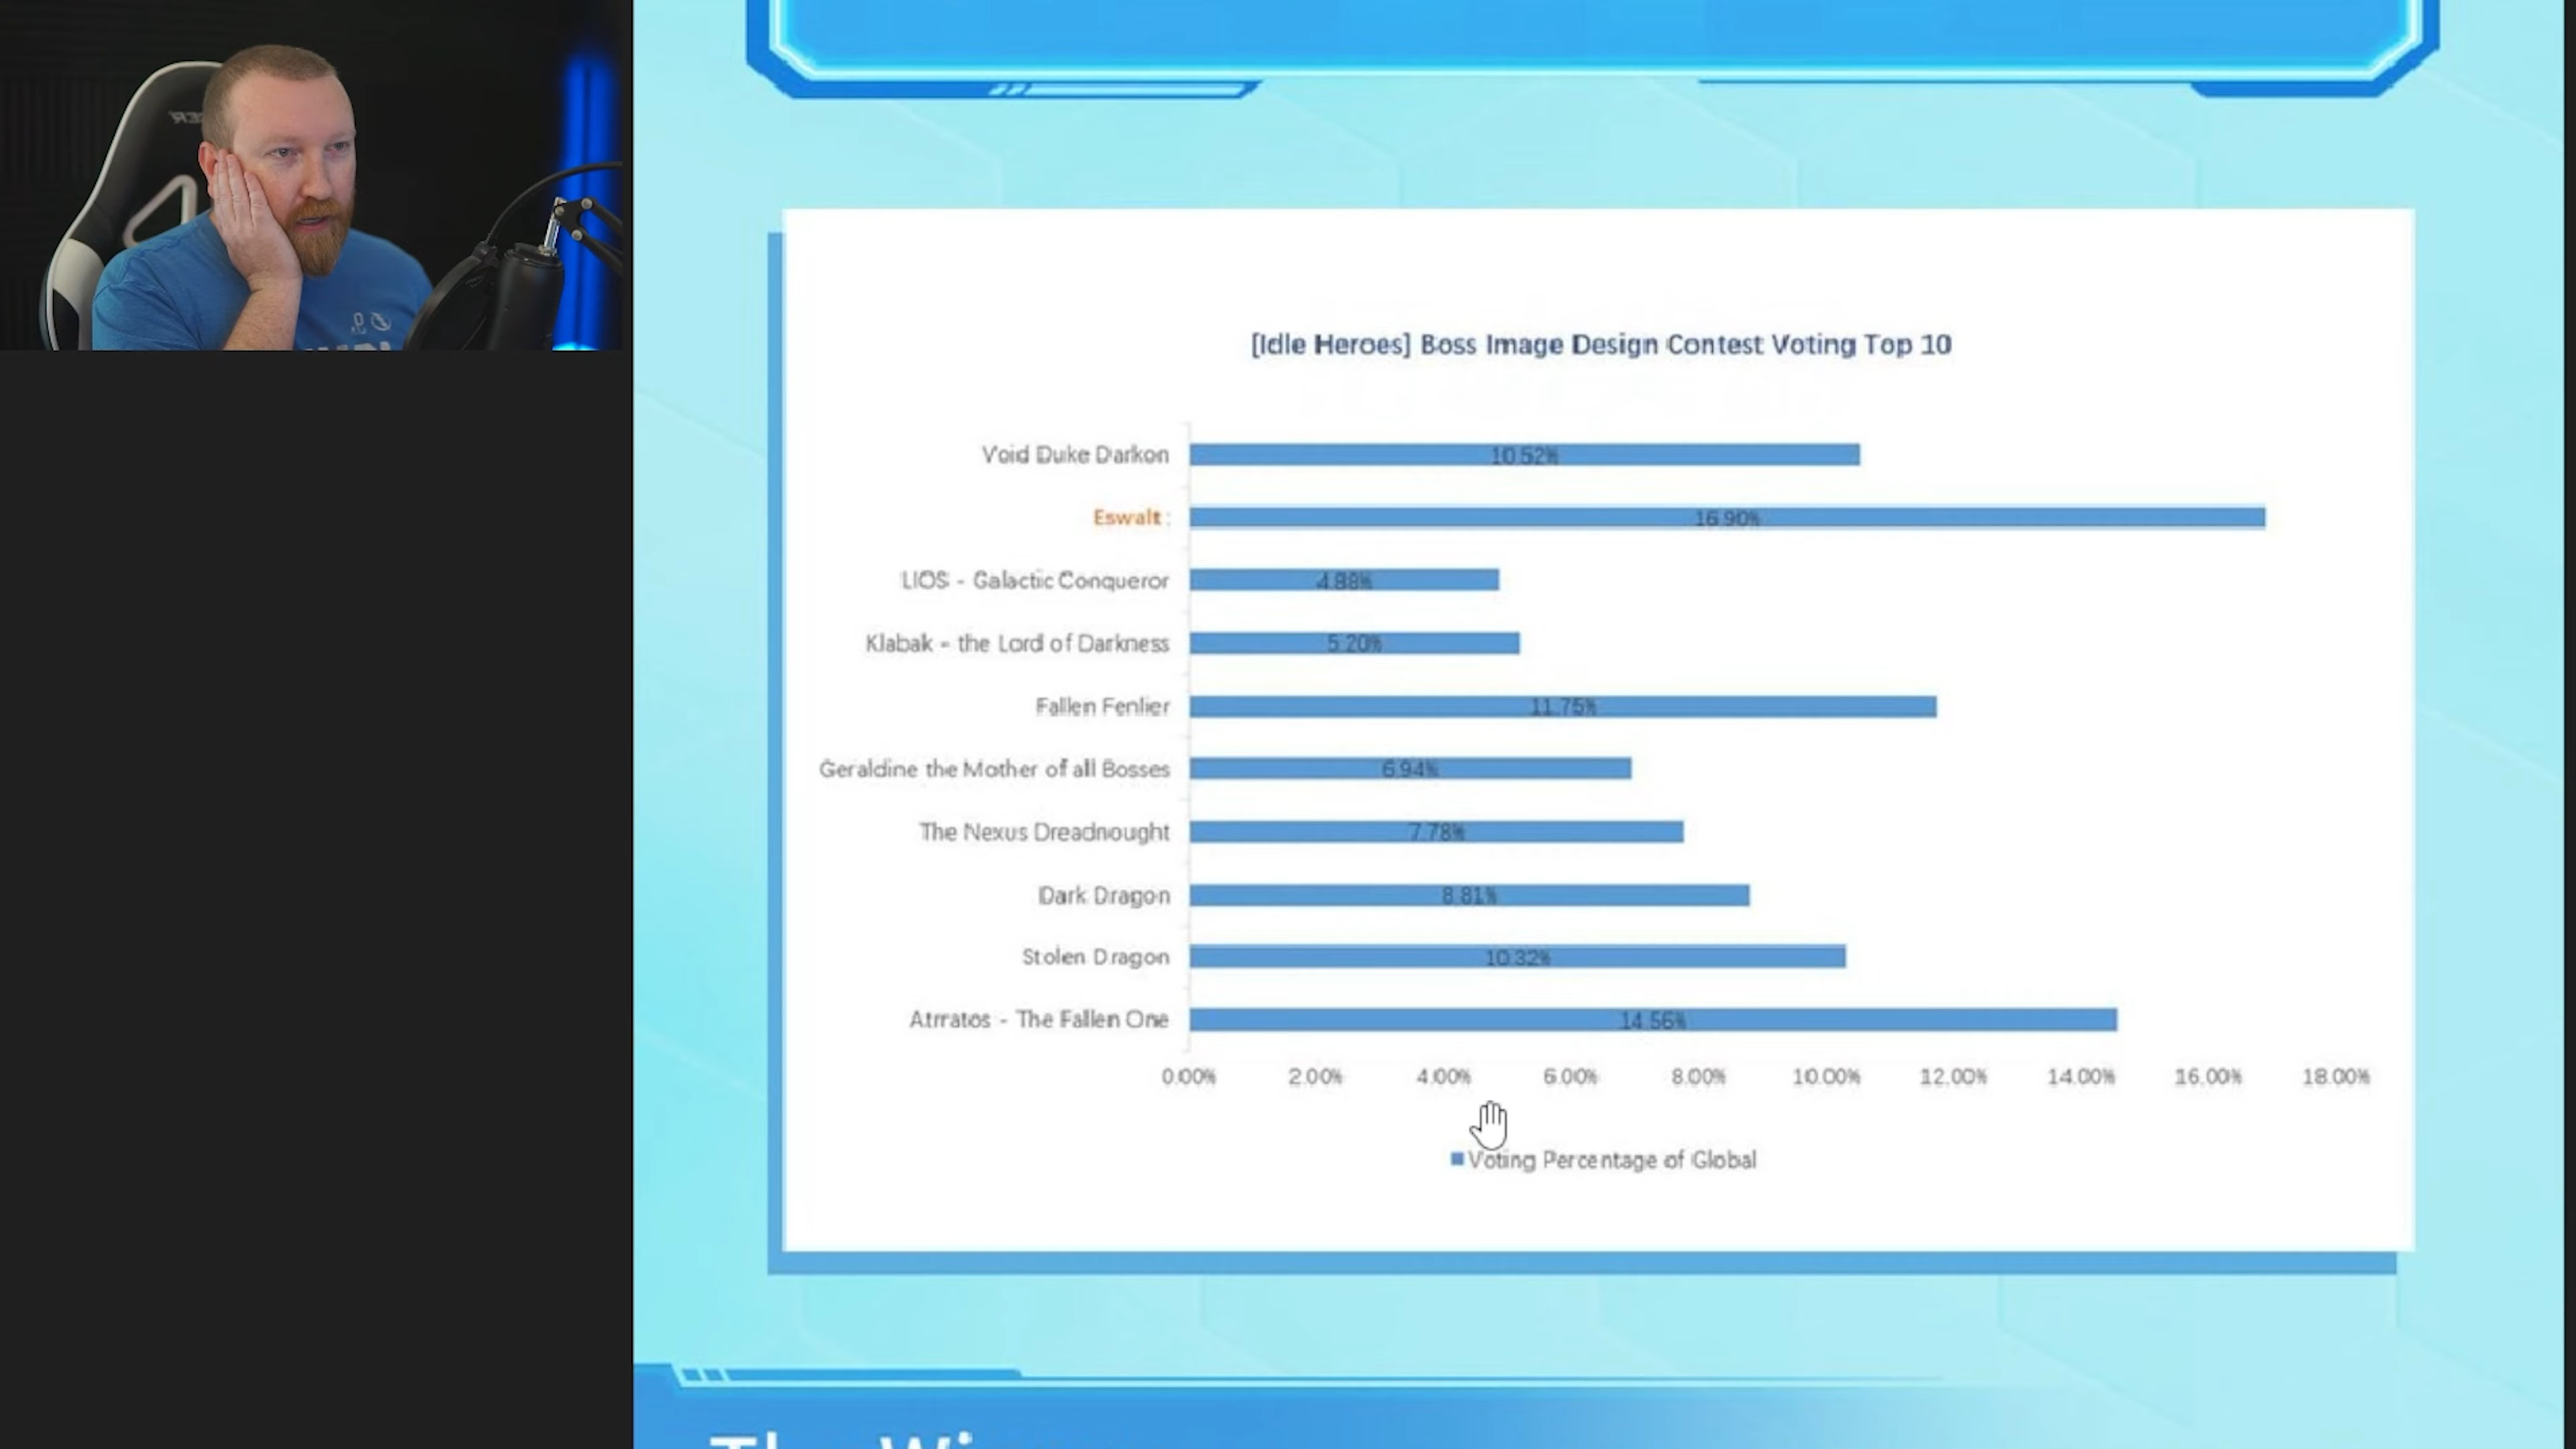 [Idle Heroes] Boss Image Design Contest Voting Top 10
Void Duke Darkon 10.52%
Eswalt : 16.90%
LIOS - Galactic Conqueror 4.88%
Klabak - the Lord of Darkness 5.20%
Fallen Fenlier 11.75%
Geraldine the Mother of all Bosses 6.94%
The Nexus Dreadnought 7.78%
Dark Dragon 8.81%
Stolen Dragon 10.32%
Atrratos - The Fallen One 14.56%
0.00% 2.00% 4.00% 6.00% 8.00% 10.00% 12.00% 14.00% 16.00% 18.00%
Voting Percentage of Global